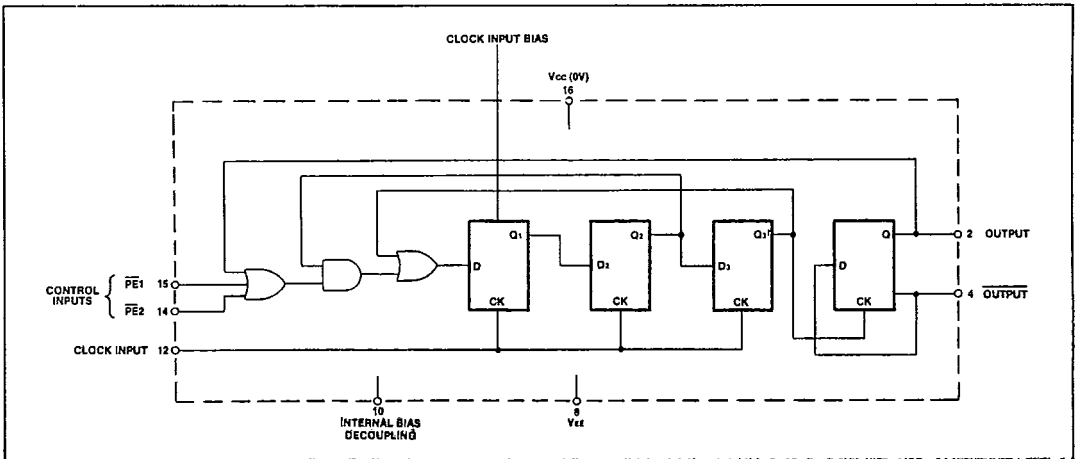 CLOCK INPUT BIAS
VCC (0V)
16
Q1
Q2
Q3
Q
2 OUTPUT
D
D2
D3
D
CK
CK
CK
CK
4 OUTPUT
CONTROL INPUTS
PE1 15
PE2 14
CLOCK INPUT 12
10
INTERNAL BIAS
DECOUPLING
8
VEE